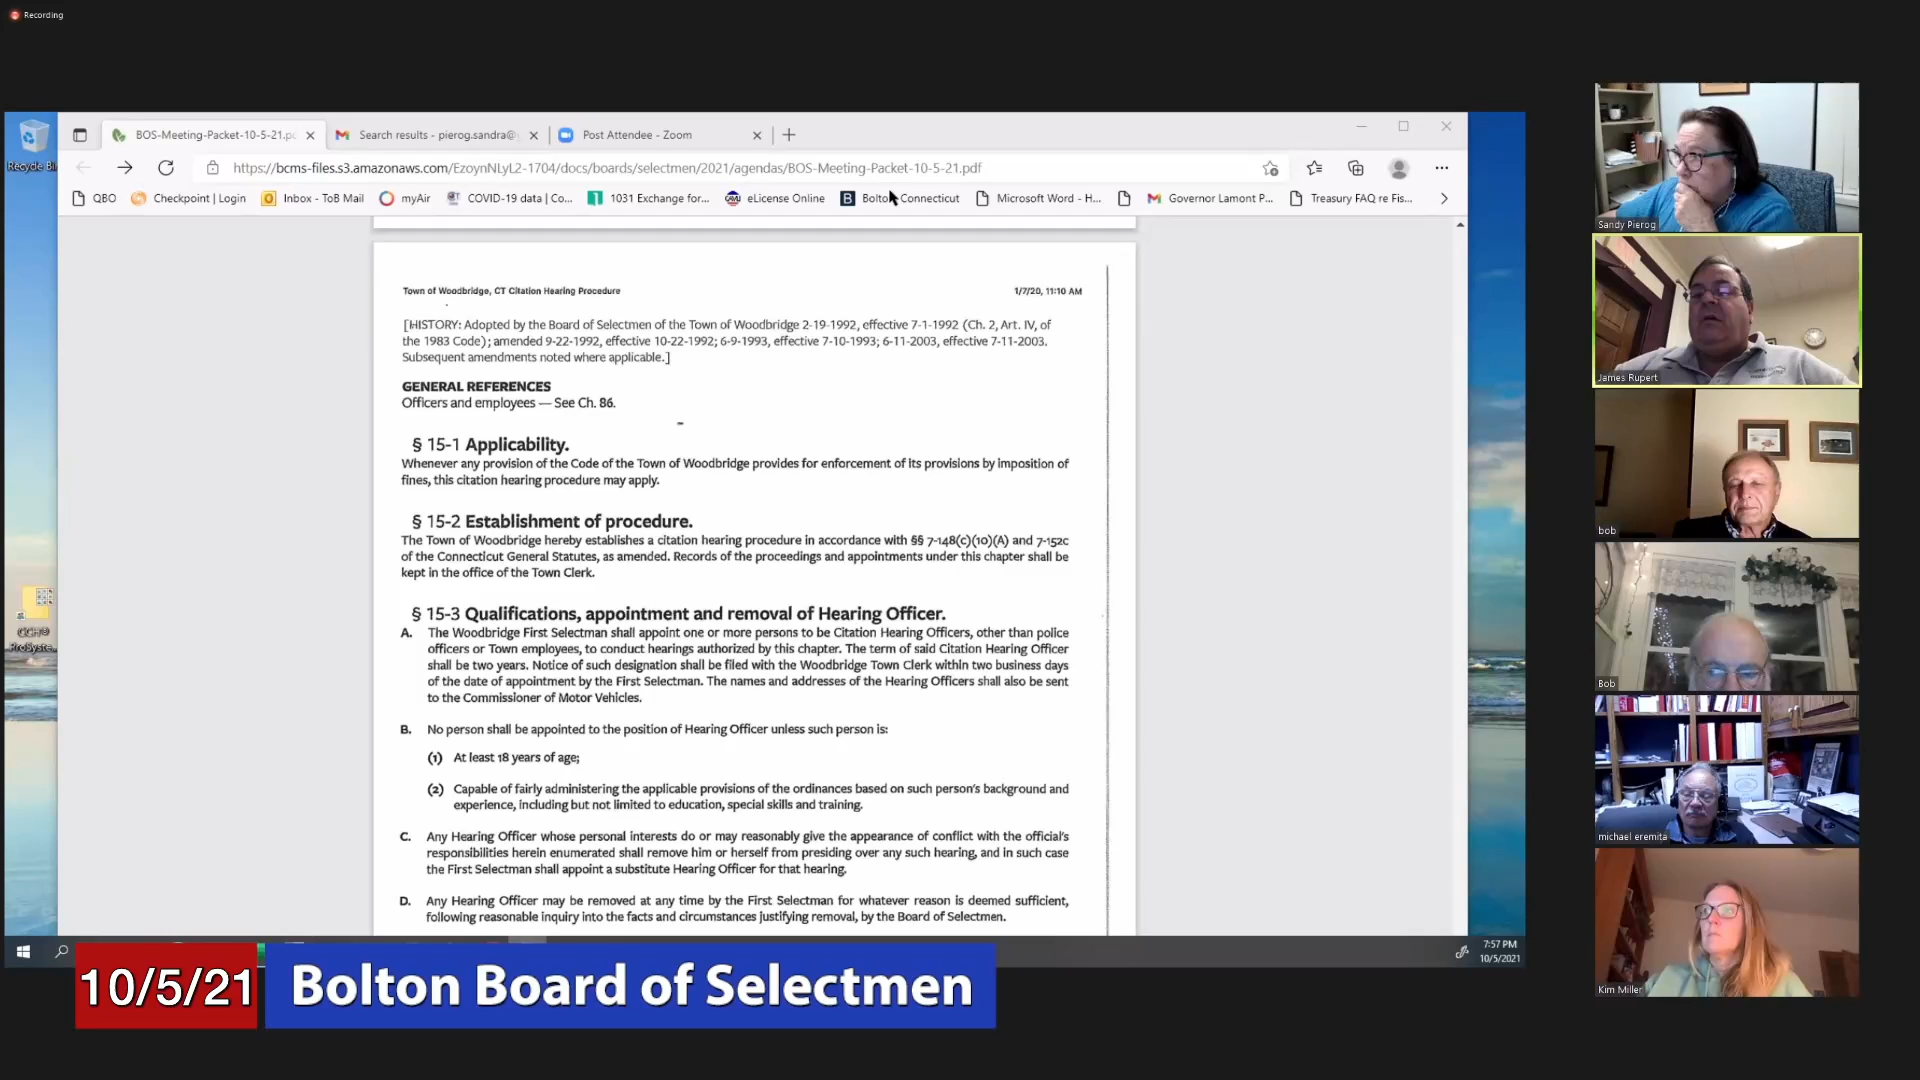 Recording
BOS-Meeting-Packet-10-5-21.p
Search results - pierog.sandra@
Post Attendee - Zoom
https://bcms-files.s3.amazonaws.com/EzoynNLyL2-1704/docs/boards/selectmen/2021/agendas/BOS-Meeting-Packet-10-5-21.pdf
QBO
Checkpoint | Login
Inbox - ToB Mail
myAir
COVID-19 data | Co...
1031 Exchange for...
eLicense Online
Bolton Connecticut
Microsoft Word - H...
Governor Lamont P...
Treasury FAQ re Fis...
Recycle Bi
CCH®
ProSyste...
Town of Woodbridge, CT Citation Hearing Procedure
1/7/20, 11:10 AM
[HISTORY: Adopted by the Board of Selectmen of the Town of Woodbridge 2-19-1992, effective 7-1-1992 (Ch. 2, Art. IV, of
the 1983 Code); amended 9-22-1992, effective 10-22-1992; 6-9-1993, effective 7-10-1993; 6-11-2003, effective 7-11-2003.
Subsequent amendments noted where applicable.]
GENERAL REFERENCES
Officers and employees — See Ch. 86.
§ 15-1 Applicability.
Whenever any provision of the Code of the Town of Woodbridge provides for enforcement of its provisions by imposition of
fines, this citation hearing procedure may apply.
§ 15-2 Establishment of procedure.
The Town of Woodbridge hereby establishes a citation hearing procedure in accordance with §§ 7-148(c)(10)(A) and 7-152c
of the Connecticut General Statutes, as amended. Records of the proceedings and appointments under this chapter shall be
kept in the office of the Town Clerk.
§ 15-3 Qualifications, appointment and removal of Hearing Officer.
A. The Woodbridge First Selectman shall appoint one or more persons to be Citation Hearing Officers, other than police
officers or Town employees, to conduct hearings authorized by this chapter. The term of said Citation Hearing Officer
shall be two years. Notice of such designation shall be filed with the Woodbridge Town Clerk within two business days
of the date of appointment by the First Selectman. The names and addresses of the Hearing Officers shall also be sent
to the Commissioner of Motor Vehicles.
B. No person shall be appointed to the position of Hearing Officer unless such person is:
(1) At least 18 years of age;
(2) Capable of fairly administering the applicable provisions of the ordinances based on such person's background and
experience, including but not limited to education, special skills and training.
C. Any Hearing Officer whose personal interests do or may reasonably give the appearance of conflict with the official's
responsibilities herein enumerated shall remove him or herself from presiding over any such hearing, and in such case
the First Selectman shall appoint a substitute Hearing Officer for that hearing.
D. Any Hearing Officer may be removed at any time by the First Selectman for whatever reason is deemed sufficient,
following reasonable inquiry into the facts and circumstances justifying removal, by the Board of Selectmen.
7:57 PM
10/5/2021
10/5/21
Bolton Board of Selectmen
Sandy Pierog
James Rupert
bob
Bob
michael eremita
Kim Miller